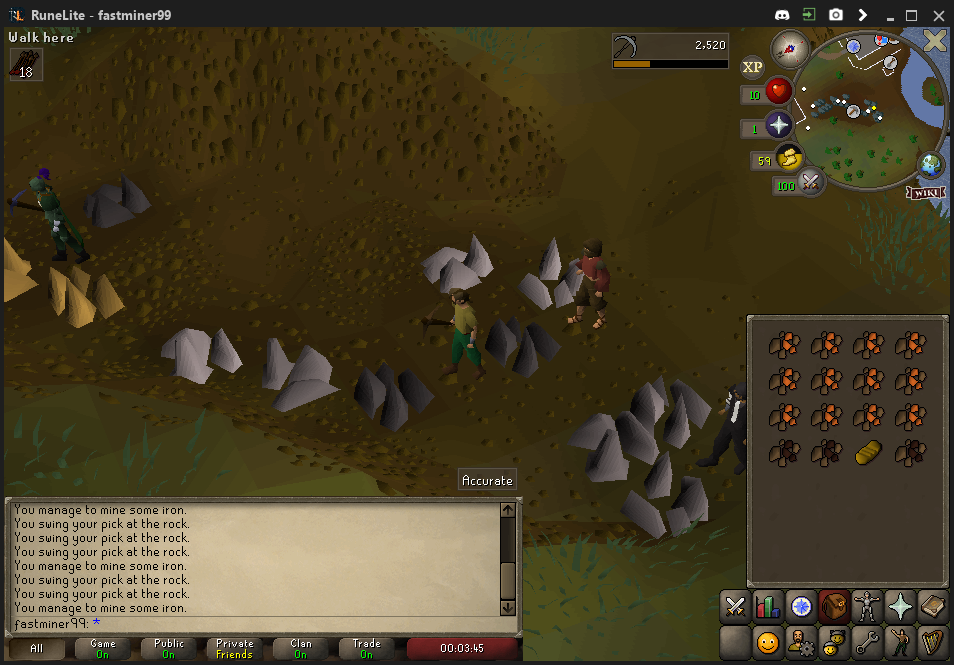 RuneLite - fastminer99
Walk here
18
2,520
XP
10
1
59
100
WIKI
Accurate
You manage to mine some iron.
You swing your pick at the rock.
You swing your pick at the rock.
You swing your pick at the rock.
You manage to mine some iron.
You swing your pick at the rock.
You swing your pick at the rock.
You manage to mine some iron.
fastminer99: *
All
Game
On
Public
On
Private
Friends
Clan
On
Trade
On
00:03:45